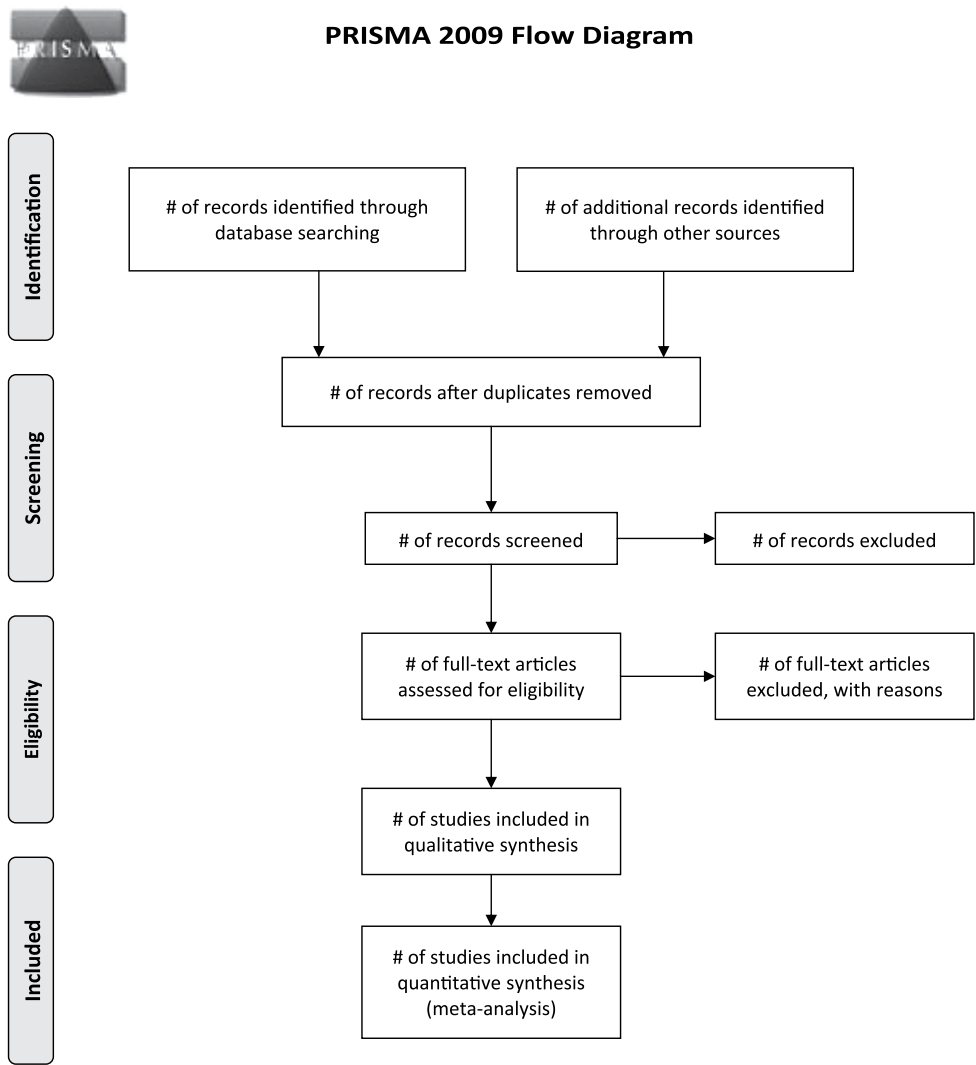 PRISMA
PRISMA 2009 Flow Diagram
Identification
# of records identified through
database searching
# of additional records identified
through other sources
Screening
# of records after duplicates removed
# of records screened
# of records excluded
Eligibility
# of full-text articles
assessed for eligibility
# of full-text articles
excluded, with reasons
# of studies included in
qualitative synthesis
Included
# of studies included in
quantitative synthesis
(meta-analysis)